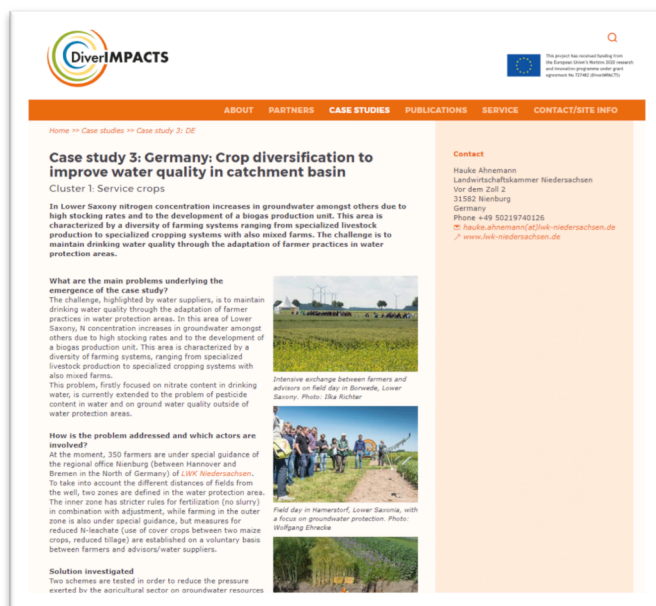 DiverIMPACTS
This project has received funding from
the European Union's Horizon 2020 research
and innovation programme under grant
agreement No 727482 (DiverIMPACTS)
ABOUT PARTNERS CASE STUDIES PUBLICATIONS SERVICE CONTACT/SITE INFO
Home >> Case studies >> Case study 3: DE
Case study 3: Germany: Crop diversification to
improve water quality in catchment basin
Cluster 1: Service crops
In Lower Saxony nitrogen concentration increases in groundwater amongst others due to
high stocking rates and to the development of a biogas production unit. This area is
characterized by a diversity of farming systems ranging from specialized livestock
production to specialized cropping systems with also mixed farms. The challenge is to
maintain drinking water quality through the adaptation of farmer practices in water
protection areas.
What are the main problems underlying the
emergence of the case study?
The challenge, highlighted by water suppliers, is to maintain
drinking water quality through the adaptation of farmer
practices in water protection areas. In this area of Lower
Saxony, N concentration increases in groundwater amongst
others due to high stocking rates and to the development of
a biogas production unit. This area is characterized by a
diversity of farming systems, ranging from specialized
livestock production to specialized cropping systems with
also mixed farms.
This problem, firstly focused on nitrate content in drinking
water, is currently extended to the problem of pesticide
content in water and on ground water quality outside of
water protection areas.
How is the problem addressed and which actors are
involved?
At the moment, 350 farmers are under special guidance of
the regional office Nienburg (between Hannover and
Bremen in the North of Germany) of LWK Niedersachsen.
To take into account the different distances of fields from
the well, two zones are defined in the water protection area.
The inner zone has stricter rules for fertilization (no slurry)
in combination with adjustment, while farming in the outer
zone is also under special guidance, but measures for
reduced N-leachate (use of cover crops between two maize
crops, reduced tillage) are established on a voluntary basis
between farmers and advisors/water suppliers.
Solution investigated
Two schemes are tested in order to reduce the pressure
exerted by the agricultural sector on groundwater resources
Intensive exchange between farmers and
advisors on field day in Borwede, Lower
Saxony. Photo: Ilka Richter
Field day in Hamerstorf, Lower Saxonia, with
a focus on groundwater protection. Photo:
Wolfgang Ehrecke
Contact
Hauke Ahnemann
Landwirtschaftskammer Niedersachsen
Vor dem Zoll 2
31582 Nienburg
Germany
Phone +49 50219740126
hauke.ahnemann(at)lwk-niedersachsen.de
www.lwk-niedersachsen.de